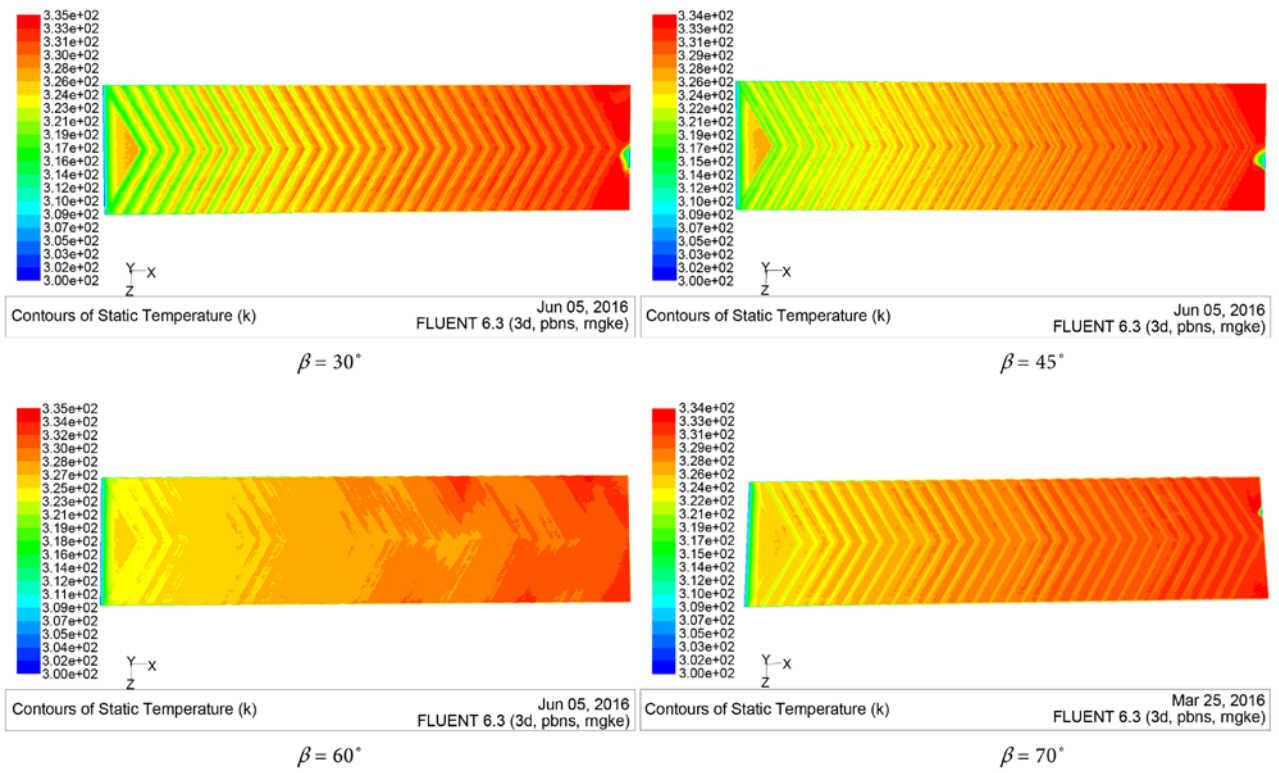 3.35e+02
3.33e+02
3.31e+02
3.30e+02
3.28e+02
3.26e+02
3.24e+02
3.23e+02
3.21e+02
3.19e+02
3.17e+02
3.16e+02
3.14e+02
3.12e+02
3.10e+02
3.09e+02
3.07e+02
3.05e+02
3.03e+02
3.02e+02
3.00e+02
Y
X
Z
Contours of Static Temperature (k)
Jun 05, 2016
FLUENT 6.3 (3d, pbns, rngke)
β = 30°
3.34e+02
3.33e+02
3.31e+02
3.29e+02
3.28e+02
3.26e+02
3.24e+02
3.22e+02
3.21e+02
3.19e+02
3.17e+02
3.15e+02
3.14e+02
3.12e+02
3.10e+02
3.09e+02
3.07e+02
3.05e+02
3.03e+02
3.02e+02
3.00e+02
Y
X
Z
Contours of Static Temperature (k)
Jun 05, 2016
FLUENT 6.3 (3d, pbns, rngke)
β = 45°
3.35e+02
3.34e+02
3.32e+02
3.30e+02
3.28e+02
3.27e+02
3.25e+02
3.23e+02
3.21e+02
3.19e+02
3.18e+02
3.16e+02
3.14e+02
3.12e+02
3.11e+02
3.09e+02
3.07e+02
3.05e+02
3.04e+02
3.02e+02
3.00e+02
Y
X
Z
Contours of Static Temperature (k)
Jun 05, 2016
FLUENT 6.3 (3d, pbns, rngke)
β = 60°
3.34e+02
3.33e+02
3.31e+02
3.29e+02
3.27e+02
3.26e+02
3.24e+02
3.22e+02
3.20e+02
3.19e+02
3.17e+02
3.15e+02
3.14e+02
3.12e+02
3.10e+02
3.09e+02
3.07e+02
3.05e+02
3.03e+02
3.02e+02
3.00e+02
Y
X
Z
Contours of Static Temperature (k)
Mar 25, 2016
FLUENT 6.3 (3d, pbns, rngke)
β = 70°